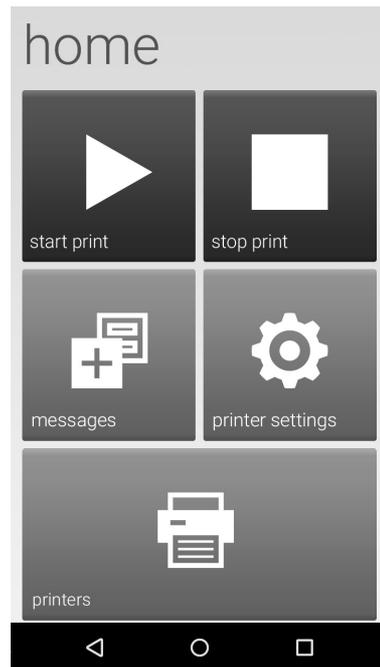 home
start print
stop print
messages
printer settings
printers